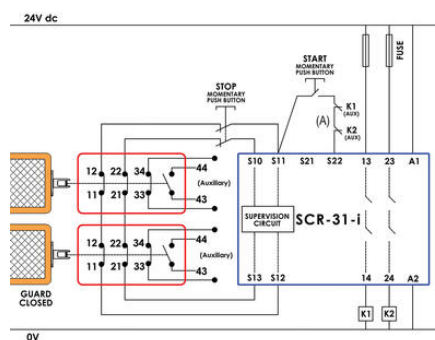 24V dc
START
MOMENTARY
PUSH BUTTON
FUSE
STOP
MOMENTARY
PUSH BUTTON
K1
(AUX)
(A)
K2
(AUX)
12 22 34 44
(Auxiliary)
11 21 33 43
S10 S11 S21 S22 13 23 A1
SUPERVISION
CIRCUIT
SCR-31-i
12 22 34 44
(Auxiliary)
11 21 33 43
S13 S12 14 24 A2
GUARD
CLOSED
K1 K2
0V